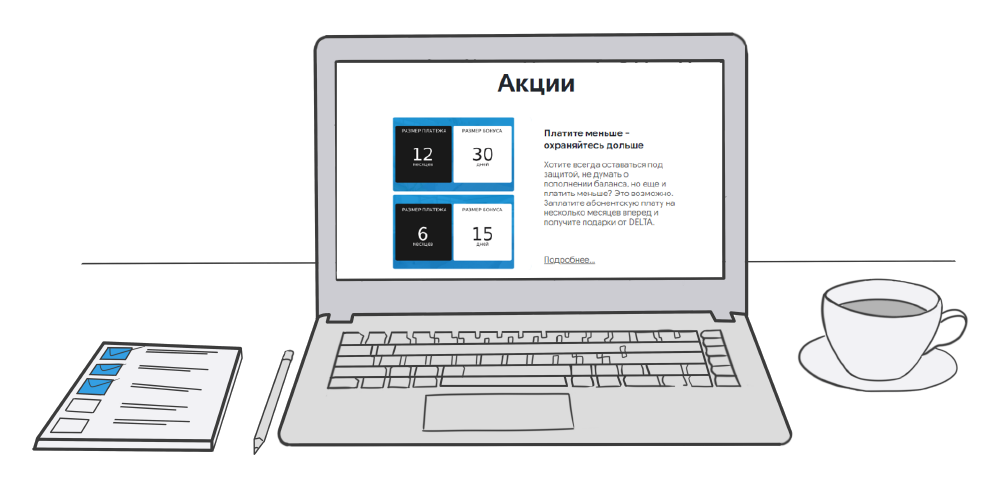 Акции
РАЗМЕР ПЛАТЕЖА
12
месяцев
РАЗМЕР БОНУСА
30
дней
РАЗМЕР ПЛАТЕЖА
6
месяцев
РАЗМЕР БОНУСА
15
дней
Платите меньше –
охраняйтесь дольше
Хотите всегда оставаться под
защитой, не думать о
пополнении баланса, но еще и
платить меньше? Это возможно.
Заплатите абонентскую плату на
несколько месяцев вперед и
получите подарки от DELTA.
Подробнее...